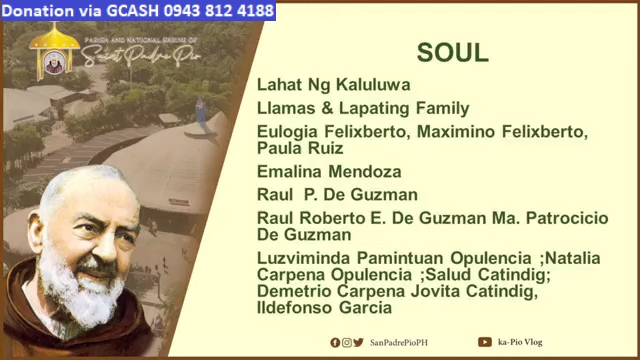 Donation via GCASH 0943 812 4188
PARISH AND NATIONAL SHRINE OF
Saint Padre Pio
SOUL
Lahat Ng Kaluluwa
Llamas & Lapating Family
Eulogia Felixberto, Maximino Felixberto,
Paula Ruiz
Emalina Mendoza
Raul P. De Guzman
Raul Roberto E. De Guzman Ma. Patrocicio
De Guzman
Luzviminda Pamintuan Opulencia ;Natalia
Carpena Opulencia ;Salud Catindig;
Demetrio Carpena Jovita Catindig,
Ildefonso Garcia
SanPadrePioPH
ka-Pio Vlog